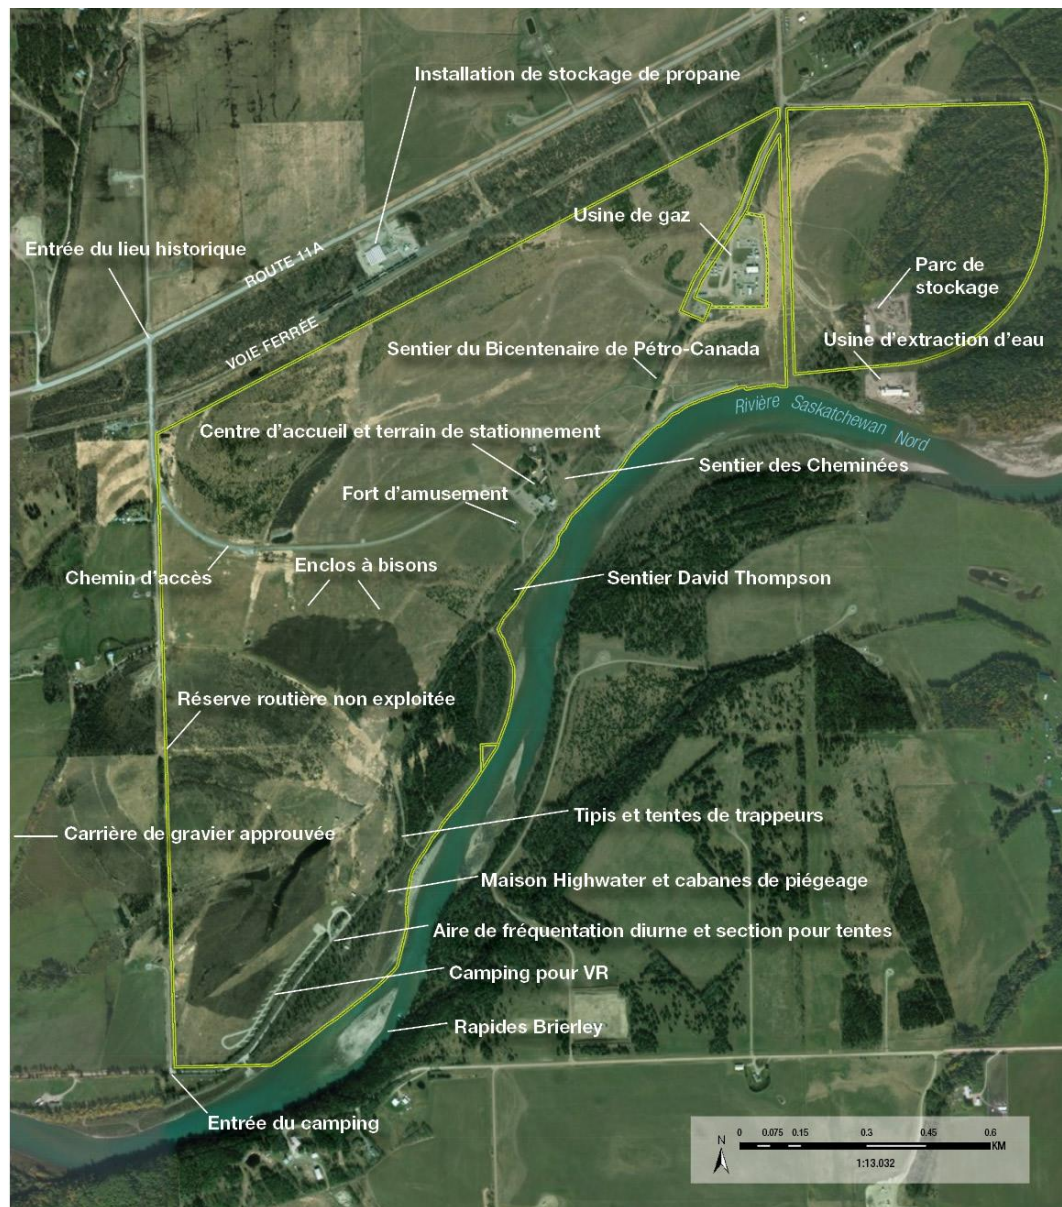 Installation de stockage de propane
Usine de gaz
Entrée du lieu historique
ROUTE 11A
Parc de
stockage
VOIE FERRÉE
Usine d'extraction d'eau
Sentier du Bicentenaire de Pétro-Canada
Rivière Saskatchewan Nord
Centre d'accueil et terrain de stationnement
Sentier des Cheminées
Fort d'amusement
Chemin d'accès
Enclos à bisons
Sentier David Thompson
Réserve routière non exploitée
Carrière de gravier approuvée
Tipis et tentes de trappeurs
Maison Highwater et cabanes de piégeage
Aire de fréquentation diurne et section pour tentes
Camping pour VR
Rapides Brierley
Entrée du camping
N
0 0.075 0.15 0.3 0.45 0.6
KM
1:13.032